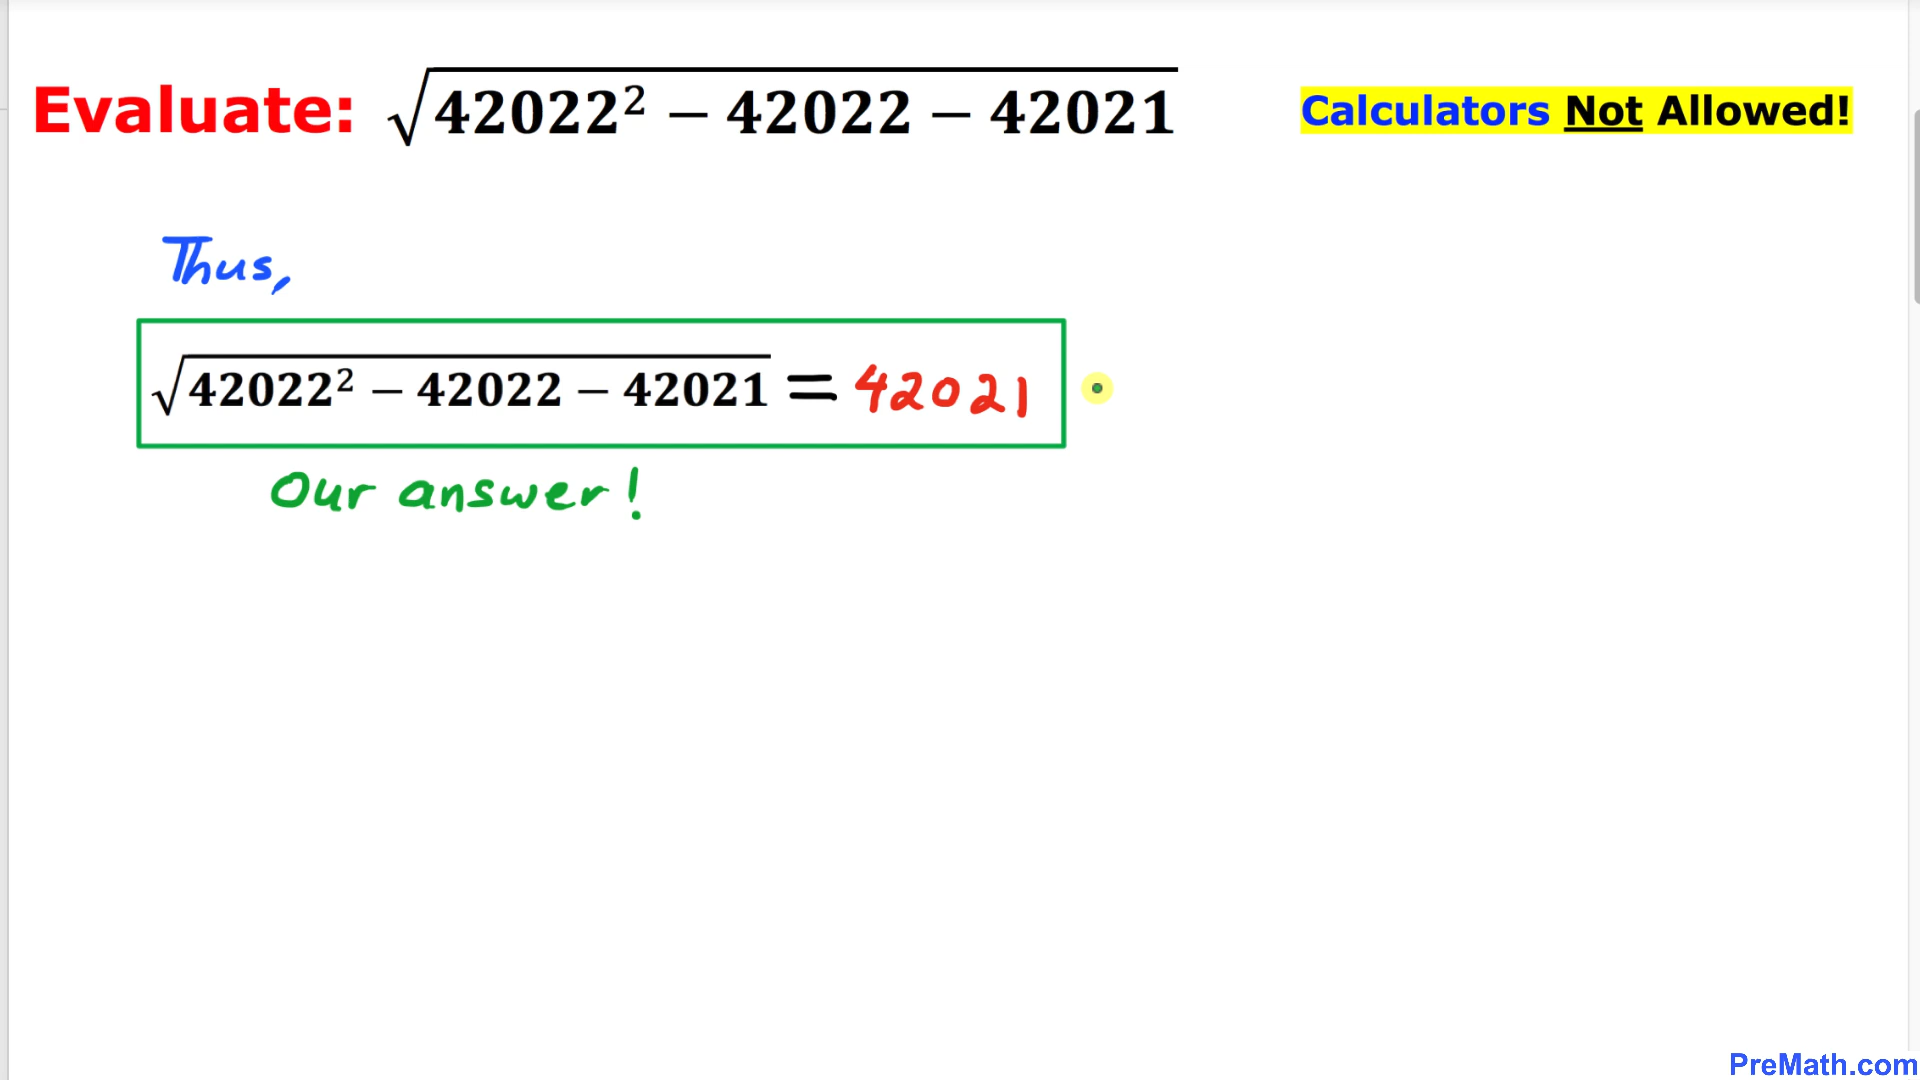 Evaluate: √42022² − 42022 − 42021
Calculators Not Allowed!
Thus,
√42022² − 42022 − 42021 = 42021
Our answer!
PreMath.com